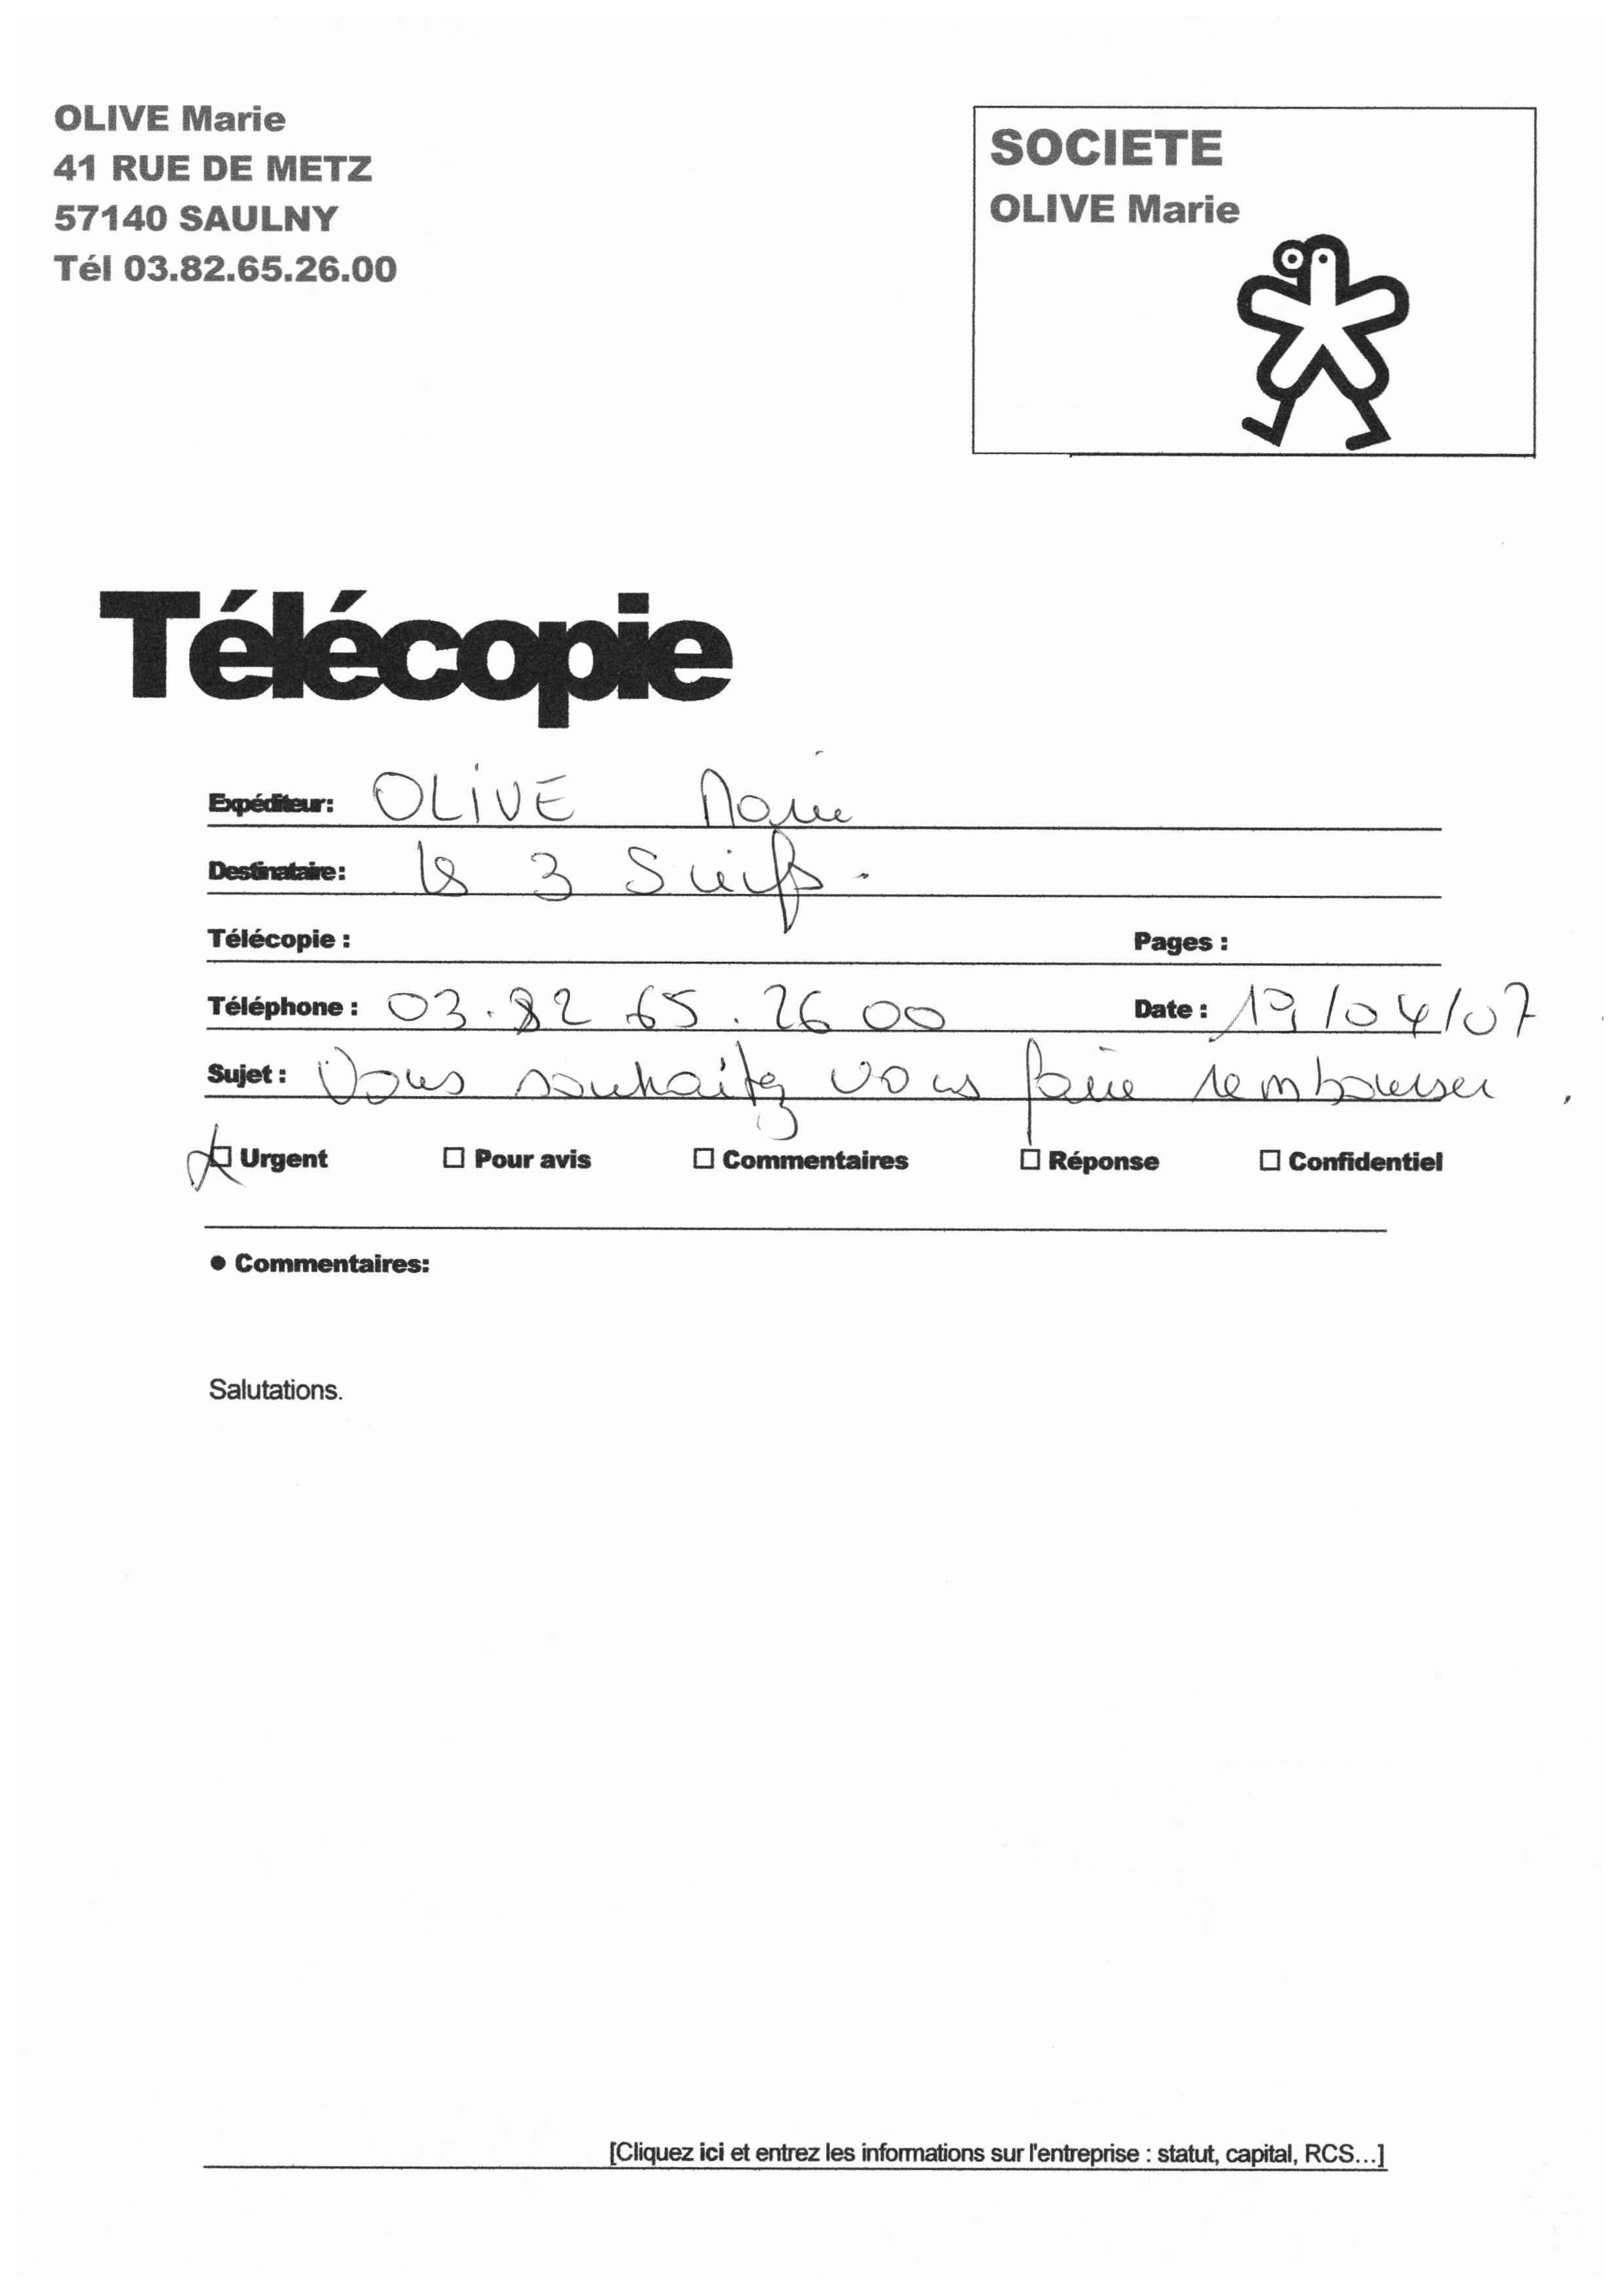 OLIVE Marie
41 RUE DE METZ
57140 SAULNY
Tél 03.82.65.26.00
SOCIETE
OLIVE Marie
Télécopie
Expéditeur: OLIVE Marie
Destinataire: les 3 Suisses.
Télécopie :
Pages :
Téléphone : 03.82 65. 26 00
Date : 19/04/07
Sujet : Vous souhaitez vous faire rembourser.
Urgent
Pour avis
Commentaires
Réponse
Confidentiel
● Commentaires:
Salutations.
[Cliquez ici et entrez les informations sur l'entreprise : statut, capital, RCS...]